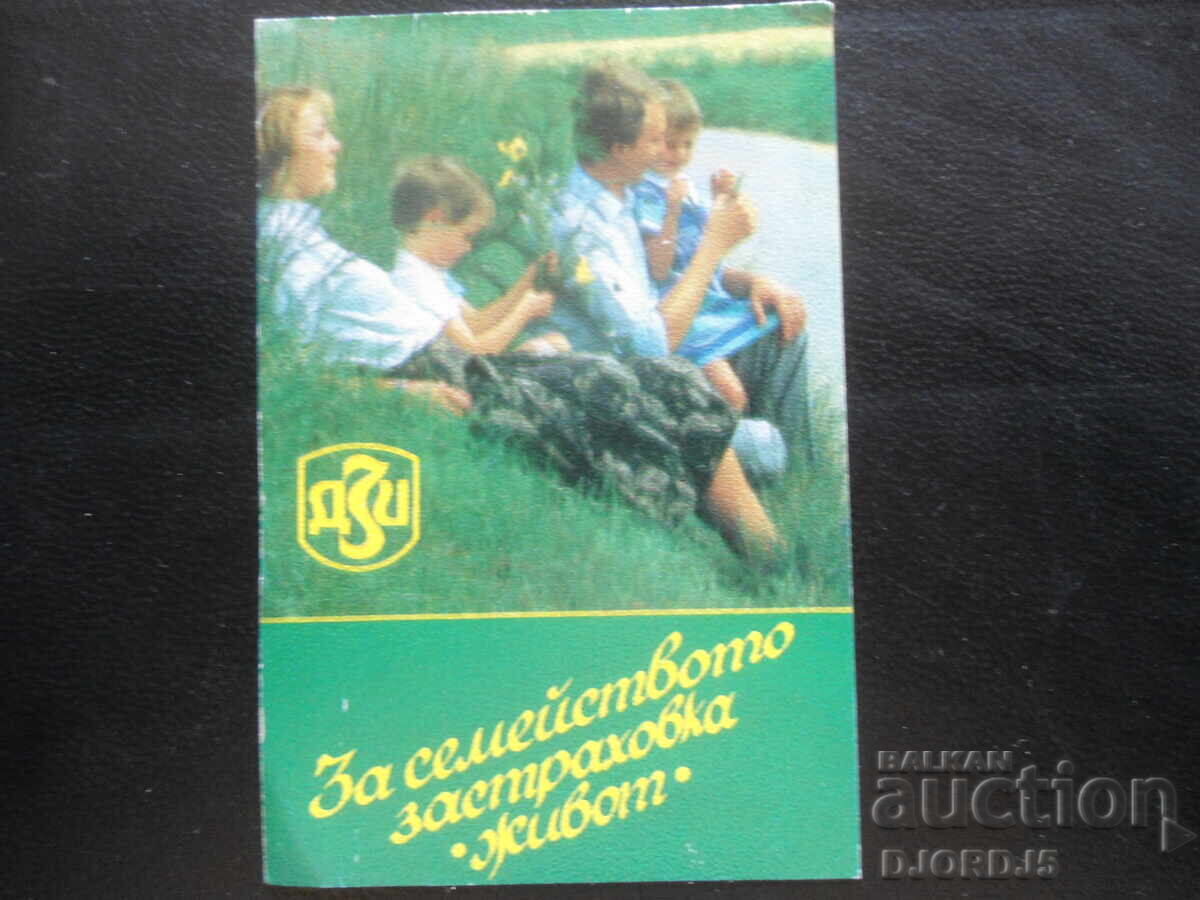 ДЗИ
За семейството
застраховка
•живот•
BALKAN
auction
DJORDJ5